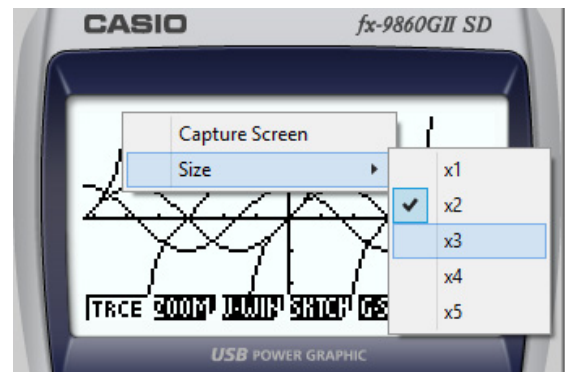 CASIO fx-9860GII SD
Capture Screen
Size
x1
x2
x3
x4
x5
TRCE ZOOM V-WIN SKTCH G-S
USB POWER GRAPHIC